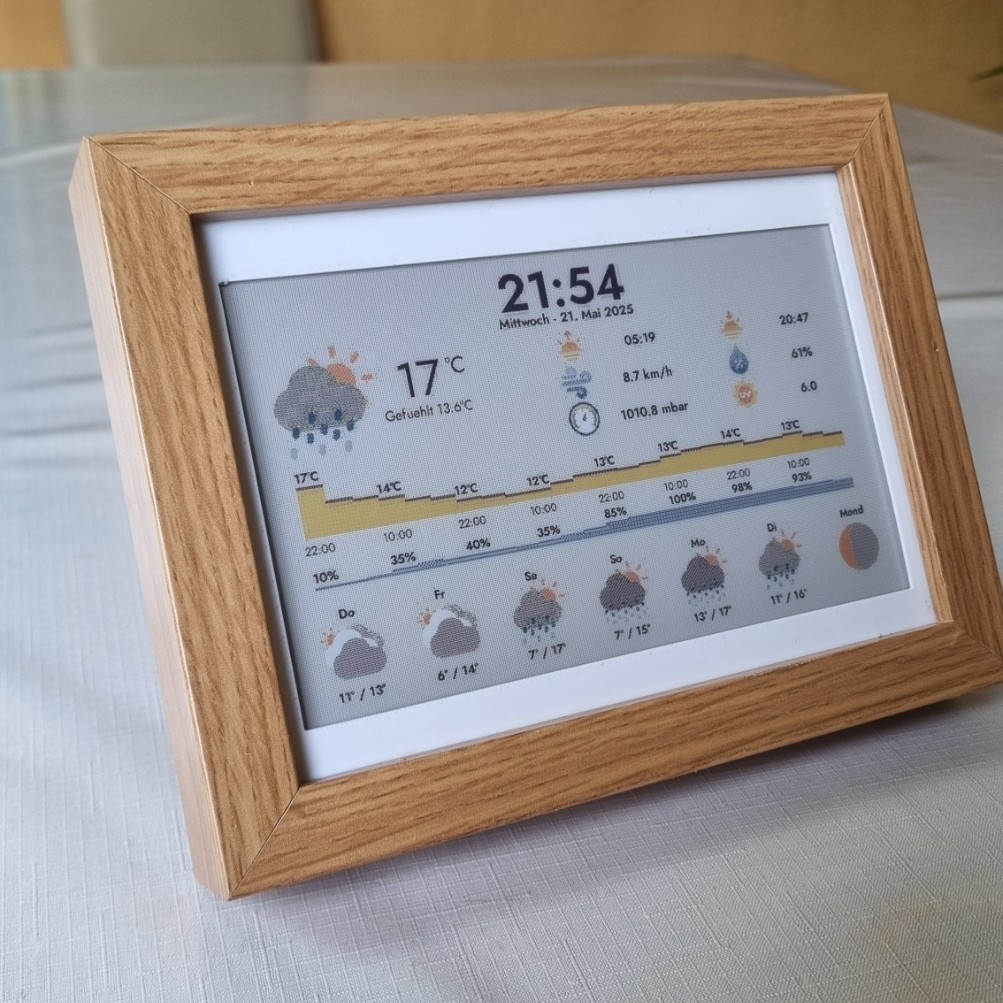 21:54
Mittwoch - 21. Mai 2025
17 °C
Gefuehlt 13.6°C
05:19
20:47
8.7 km/h
61%
1010.8 mbar
UV
6.0
17°C 14°C 12°C 12°C 13°C 13°C 14°C 13°C
22:00 10:00 22:00 10:00 22:00 10:00 22:00 10:00
10% 35% 40% 35% 85% 100% 98% 93%
Do Fr Sa So Mo Di Mond
11° / 13° 6° / 14° 7° / 17° 7° / 15° 13° / 17° 11° / 16°